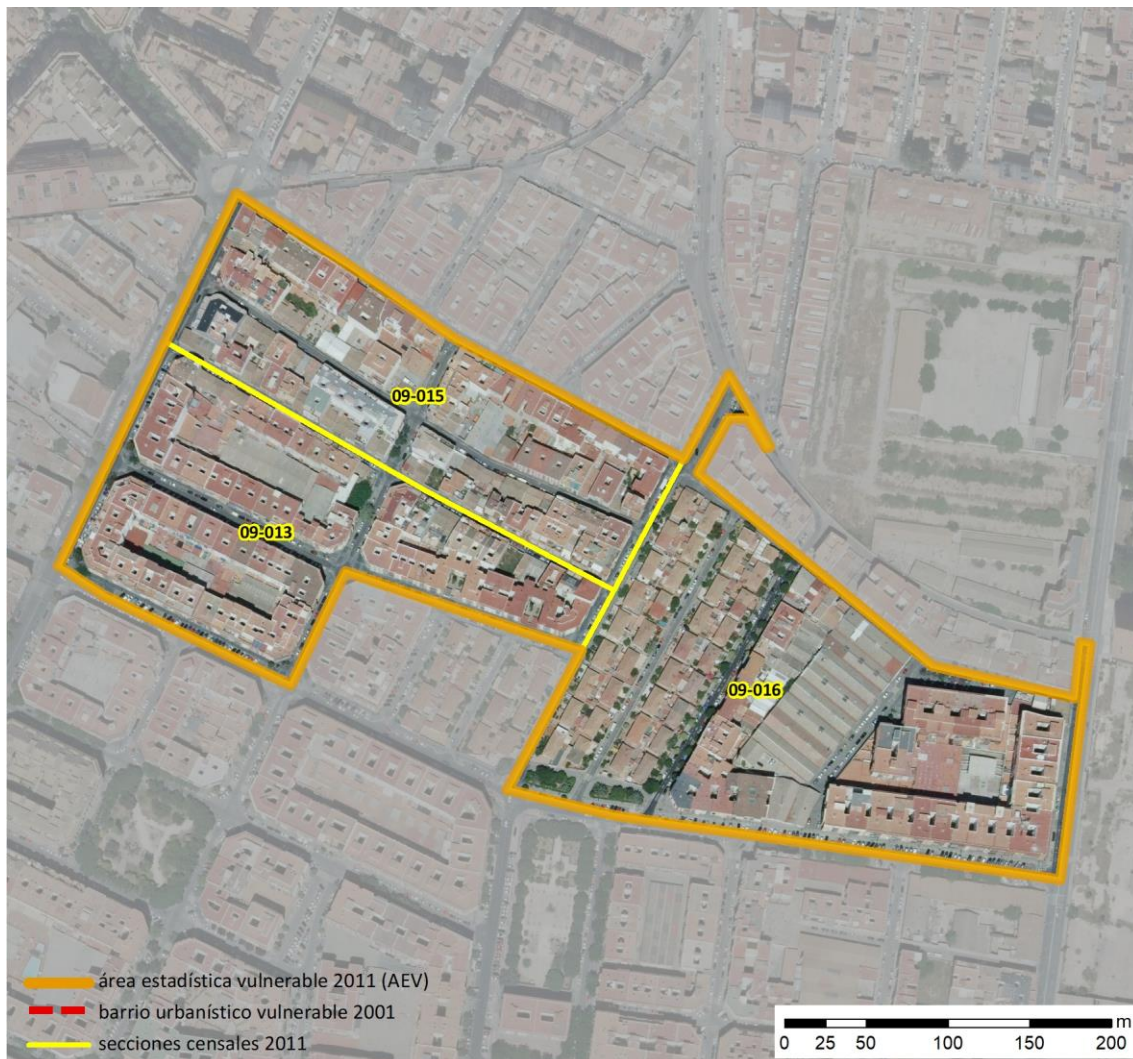 09-015
09-013
09-016
área estadística vulnerable 2011 (AEV)
barrio urbanístico vulnerable 2001
secciones censales 2011
m
0 25 50 100 150 200